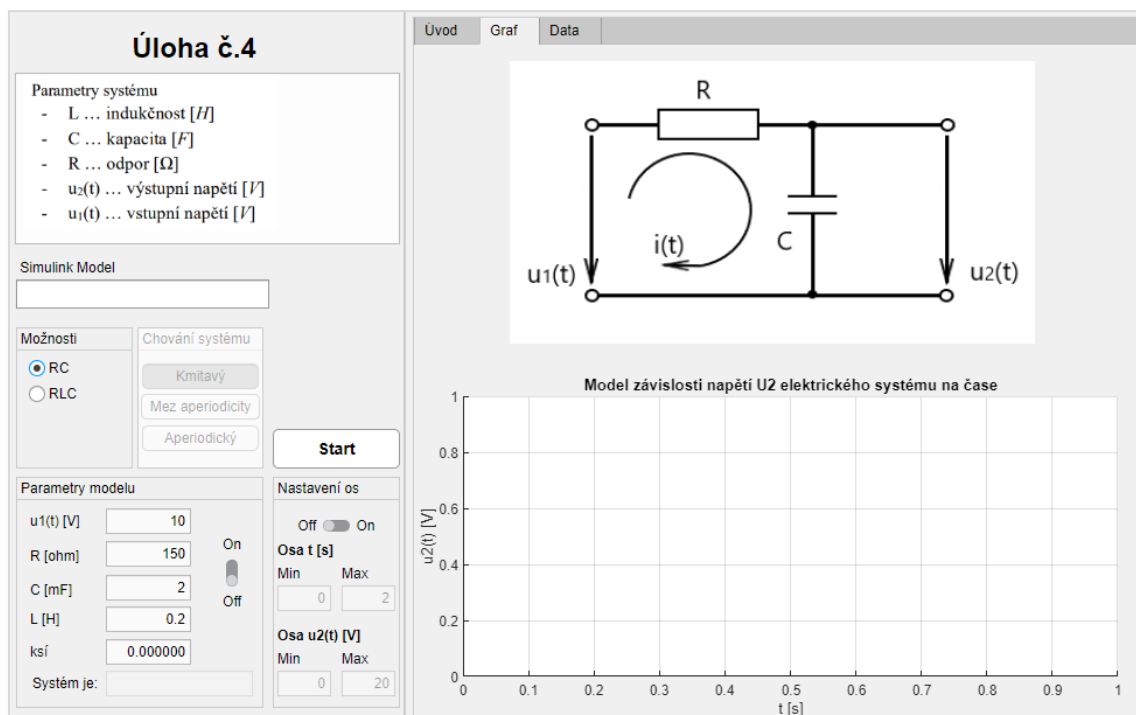 Úloha č.4
Parametry systému
- L … indukčnost [H]
- C … kapacita [F]
- R … odpor [Ω]
- u₂(t) … výstupní napětí [V]
- u₁(t) … vstupní napětí [V]
Simulink Model
Možnosti
RC
RLC
Chování systému
Kmitavý
Mez aperiodicity
Aperiodický
Start
Parametry modelu
u1(t) [V] 10
R [ohm] 150
C [mF] 2
L [H] 0.2
ksí 0.000000
Systém je:
On
Off
Nastavení os
Off On
Osa t [s]
Min Max
0 2
Osa u2(t) [V]
Min Max
0 20
Úvod Graf Data
R
i(t)
C
u1(t)
u2(t)
Model závislosti napětí U2 elektrického systému na čase
u2(t) [V]
1
0.8
0.6
0.4
0.2
0
0 0.1 0.2 0.3 0.4 0.5 0.6 0.7 0.8 0.9 1
t [s]